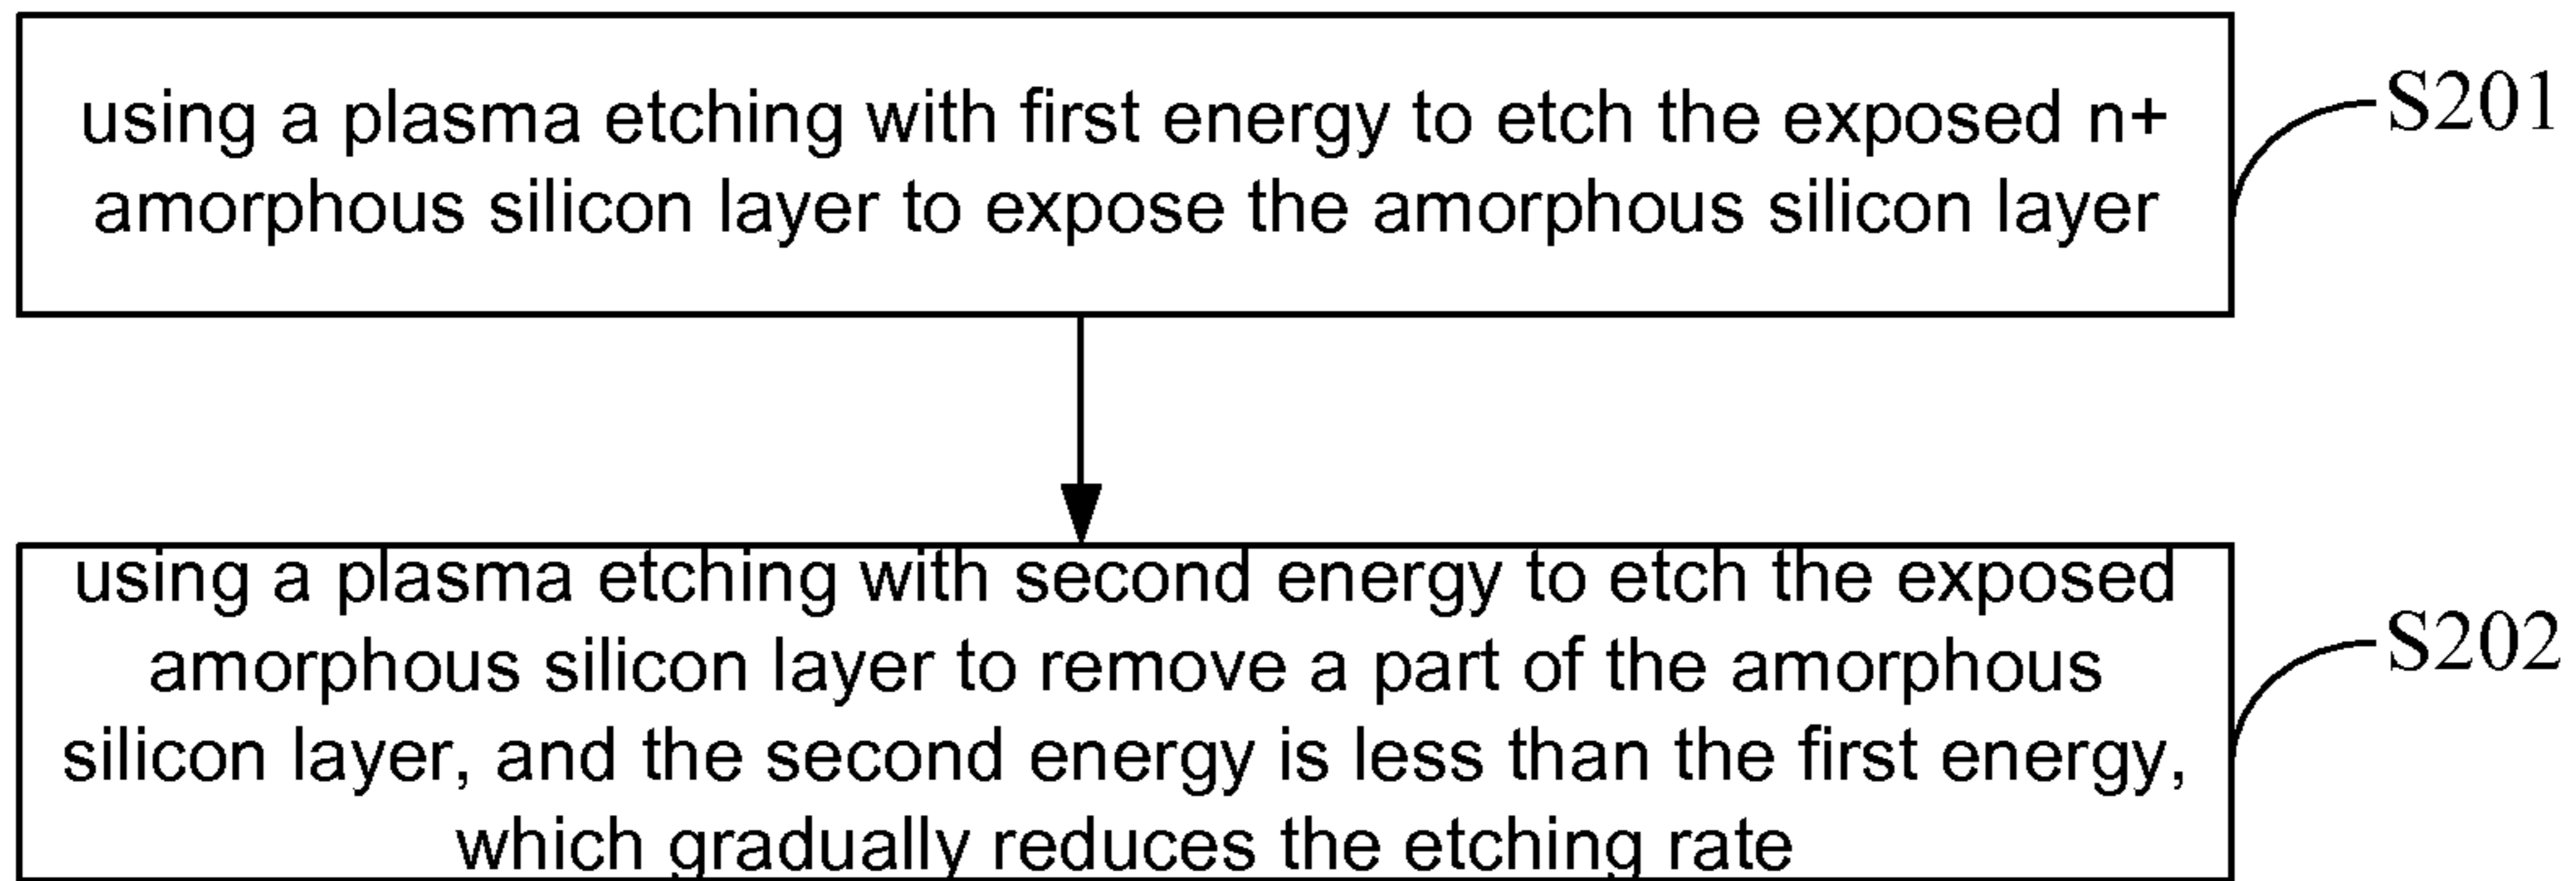 using a plasma etching with first energy to etch the exposed n+
amorphous silicon layer to expose the amorphous silicon layer
S201
using a plasma etching with second energy to etch the exposed
amorphous silicon layer to remove a part of the amorphous
silicon layer, and the second energy is less than the first energy,
which gradually reduces the etching rate
S202